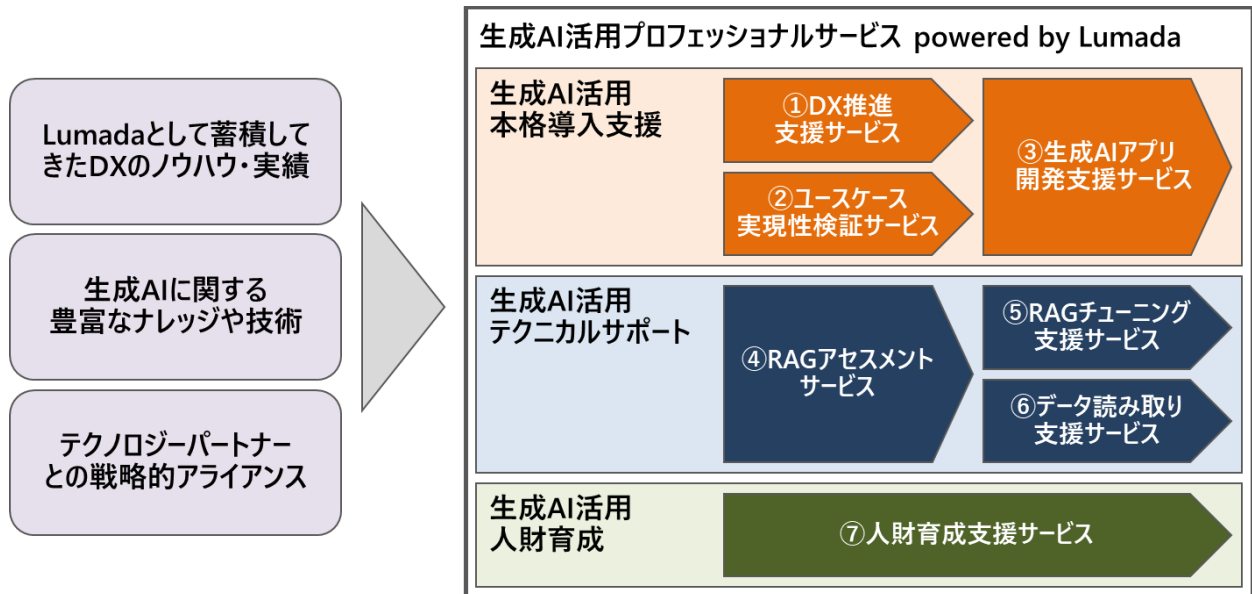 Lumadaとして蓄積して
きたDXのノウハウ・実績
生成AIに関する
豊富なナレッジや技術
テクノロジーパートナー
との戦略的アライアンス
生成AI活用プロフェッショナルサービス powered by Lumada
生成AI活用
本格導入支援
①DX推進
支援サービス
②ユースケース
実現性検証サービス
③生成AIアプリ
開発支援サービス
生成AI活用
テクニカルサポート
④RAGアセスメント
サービス
⑤RAGチューニング
支援サービス
⑥データ読み取り
支援サービス
生成AI活用
人財育成
⑦人財育成支援サービス